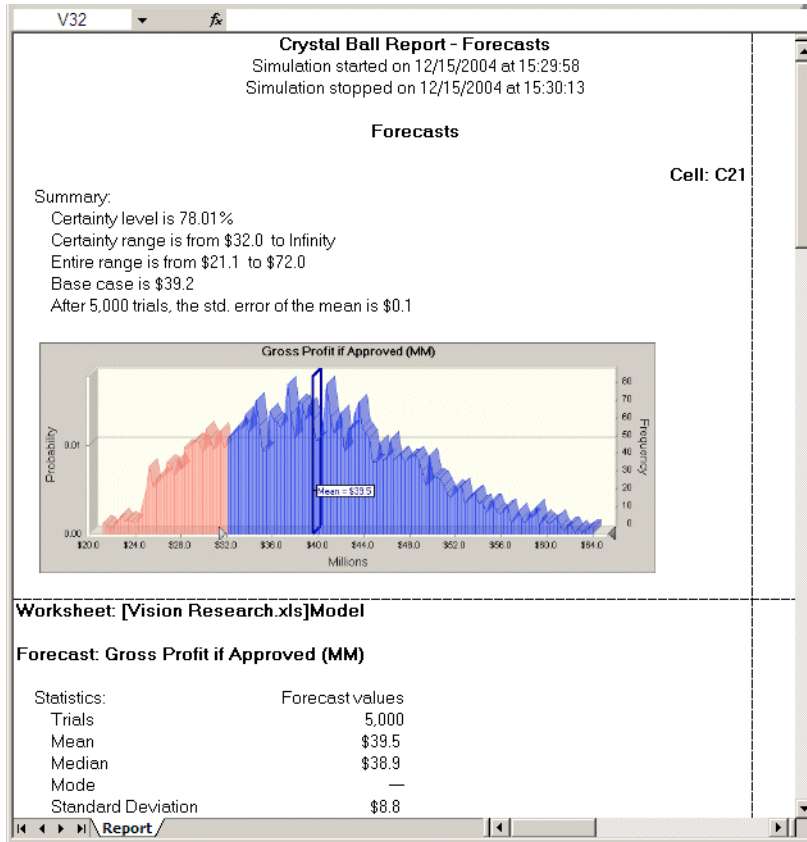 V32 fx
Crystal Ball Report - Forecasts
Simulation started on 12/15/2004 at 15:29:58
Simulation stopped on 12/15/2004 at 15:30:13
Forecasts
Cell: C21
Summary:
Certainty level is 78.01%
Certainty range is from $32.0 to Infinity
Entire range is from $21.1 to $72.0
Base case is $39.2
After 5,000 trials, the std. error of the mean is $0.1
Gross Profit if Approved (MM)
Probability
0.01
0.00
Mean = $39.5
80
70
60
50
40
30
20
10
0
Frequency
$20.0 $24.0 $28.0 $32.0 $36.0 $40.0 $44.0 $48.0 $52.0 $56.0 $60.0 $64.0
Millions
Worksheet: [Vision Research.xls]Model
Forecast: Gross Profit if Approved (MM)
Statistics: Forecast values
Trials 5,000
Mean $39.5
Median $38.9
Mode —
Standard Deviation $8.8
Report